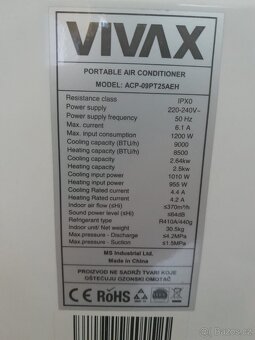 VIVAX
PORTABLE AIR CONDITIONER
MODEL: ACP-09PT25AEH
Resistance class IPX0
Power supply 220-240V~
Power supply frequency 50 Hz
Max. current 6.1 A
Max. input consumption 1200 W
Cooling capacity (BTU/h) 9000
Heating capacity (BTU/h) 8500
Cooling capacity 2.64kw
Heating capacity 2.5kw
Cooling input power 1010 W
Heating input power 955 W
Cooling Rated current 4.4 A
Heating Rated current 4.2 A
Indoor air flow (≤Hi) ≤370m³/h
Sound power level (≤Hi) ≤64dB
Refrigerant type R410A/440g
Indoor unit/ Net weight 30.5kg
Max pressure - Discharge ≤4.2MPa
Max pressure - Suction ≤1.5MPa
MS Industrial Ltd.
Made in China
PROIZVOD NE SADRŽI TVARI KOJE
OŠTEĆUJU OZONSKI OMOTAČ
CE RoHS